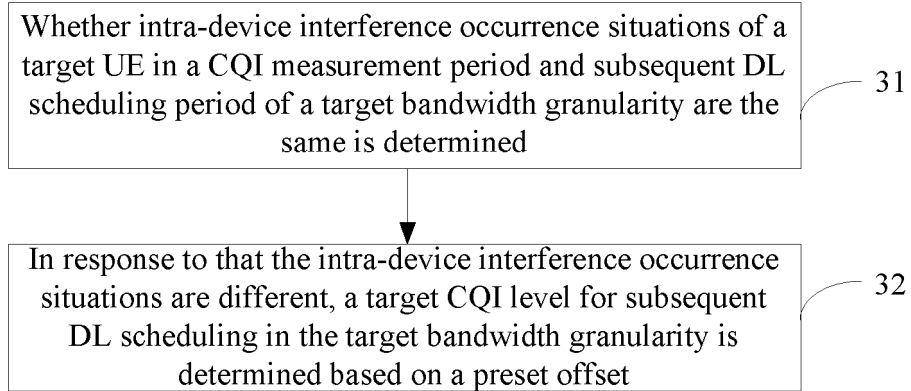 Whether intra-device interference occurrence situations of a
target UE in a CQI measurement period and subsequent DL
scheduling period of a target bandwidth granularity are the
same is determined
31
In response to that the intra-device interference occurrence
situations are different, a target CQI level for subsequent
DL scheduling in the target bandwidth granularity is
determined based on a preset offset
32